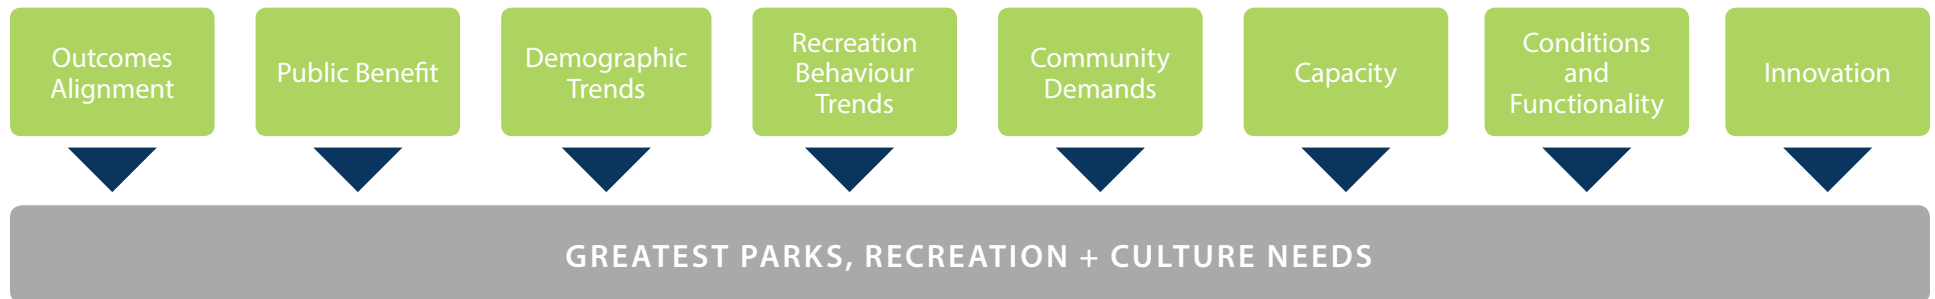 Outcomes
Alignment
Public Benefit
Demographic
Trends
Recreation
Behaviour
Trends
Community
Demands
Capacity
Conditions
and
Functionality
Innovation
GREATEST PARKS, RECREATION + CULTURE NEEDS